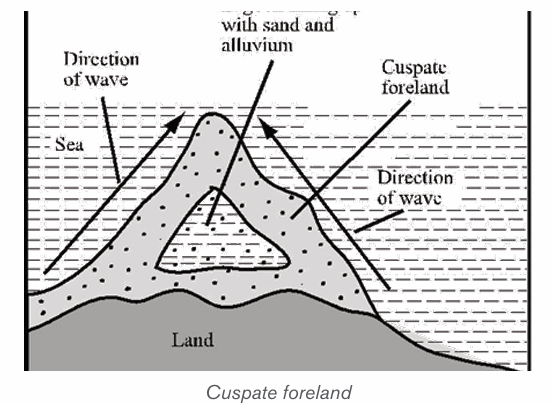 with sand and
alluvium
Direction
of wave
Cuspate
foreland
Sea
Direction
of wave
Land
Cuspate foreland